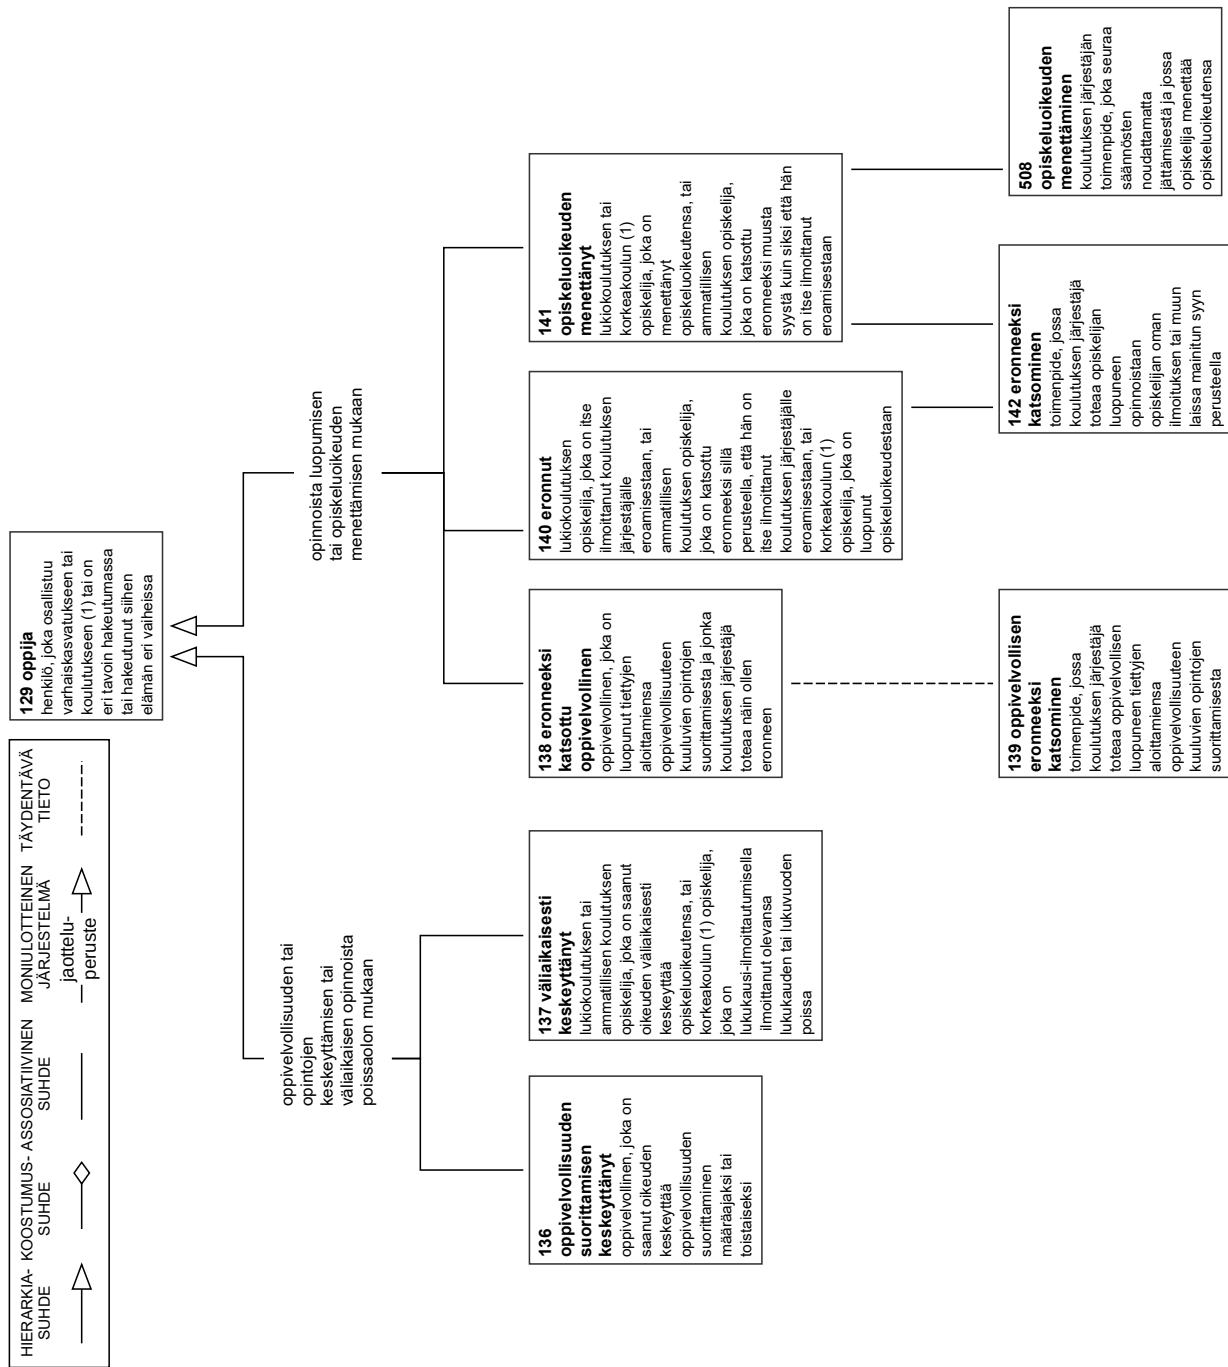 HIERARKIA-
SUHDE
KOOSTUMUS-
SUHDE
ASSOSIATIIVINEN
SUHDE
MONIULOTTEINEN
JÄRJESTELMÄ
jaottelu-
peruste
TÄYDENTÄVÄ
TIETO
129 oppija
henkilö, joka osallistuu
varhaiskasvatukseen tai
koulutukseen (1) tai on
eri tavoin hakeutumassa
tai hakeutunut siihen
elämän eri vaiheissa
oppivelvollisuuden tai
opintojen
keskeyttämisen tai
väliaikaisen opinnoista
poissaolon mukaan
opinnoista luopumisen
tai opiskeluoikeuden
menettämisen mukaan
136
oppivelvollisuuden
suorittamisen
keskeyttänyt
oppivelvollinen, joka on
saanut oikeuden
keskeyttää
oppivelvollisuuden
suorittaminen
määräajaksi tai
toistaiseksi
137 väliaikaisesti
keskeyttänyt
lukiokoulutuksen tai
ammatillisen koulutuksen
opiskelija, joka on saanut
oikeuden väliaikaisesti
keskeyttää
opiskeluoikeutensa, tai
korkeakoulun (1) opiskelija,
joka on
lukukausi-ilmoittautumisella
ilmoittanut olevansa
lukukauden tai lukuvuoden
poissa
138 eronneeksi
katsottu
oppivelvollinen
oppivelvollinen, joka on
luopunut tiettyjen
aloittamiensa
oppivelvollisuuteen
kuuluvien opintojen
suorittamisesta ja jonka
koulutuksen järjestäjä
toteaa näin ollen
eronneen
140 eronnut
lukiokoulutuksen
opiskelija, joka on itse
ilmoittanut koulutuksen
järjestäjälle
eroamisestaan, tai
ammatillisen
koulutuksen opiskelija,
joka on katsottu
eronneeksi sillä
perusteella, että hän on
itse ilmoittanut
koulutuksen järjestäjälle
eroamisestaan, tai
korkeakoulun (1)
opiskelija, joka on
luopunut
opiskeluoikeudestaan
141
opiskeluoikeuden
menettänyt
lukiokoulutuksen tai
korkeakoulun (1)
opiskelija, joka on
menettänyt
opiskeluoikeutensa, tai
ammatillisen
koulutuksen opiskelija,
joka on katsottu
eronneeksi muusta
syystä kuin siksi että hän
on itse ilmoittanut
eroamisestaan
139 oppivelvollisen
eronneeksi
katsominen
toimenpide, jossa
koulutuksen järjestäjä
toteaa oppivelvollisen
luopuneen tiettyjen
aloittamiensa
oppivelvollisuuteen
kuuluvien opintojen
suorittamisesta
142 eronneeksi
katsominen
toimenpide, jossa
koulutuksen järjestäjä
toteaa opiskelijan
luopuneen
opinnoistaan
opiskelijan oman
ilmoituksen tai muun
laissa mainitun syyn
perusteella
508
opiskeluoikeuden
menettäminen
koulutuksen järjestäjän
toimenpide, joka seuraa
säännösten
noudattamatta
jättämisestä ja jossa
opiskelija menettää
opiskeluoikeutensa